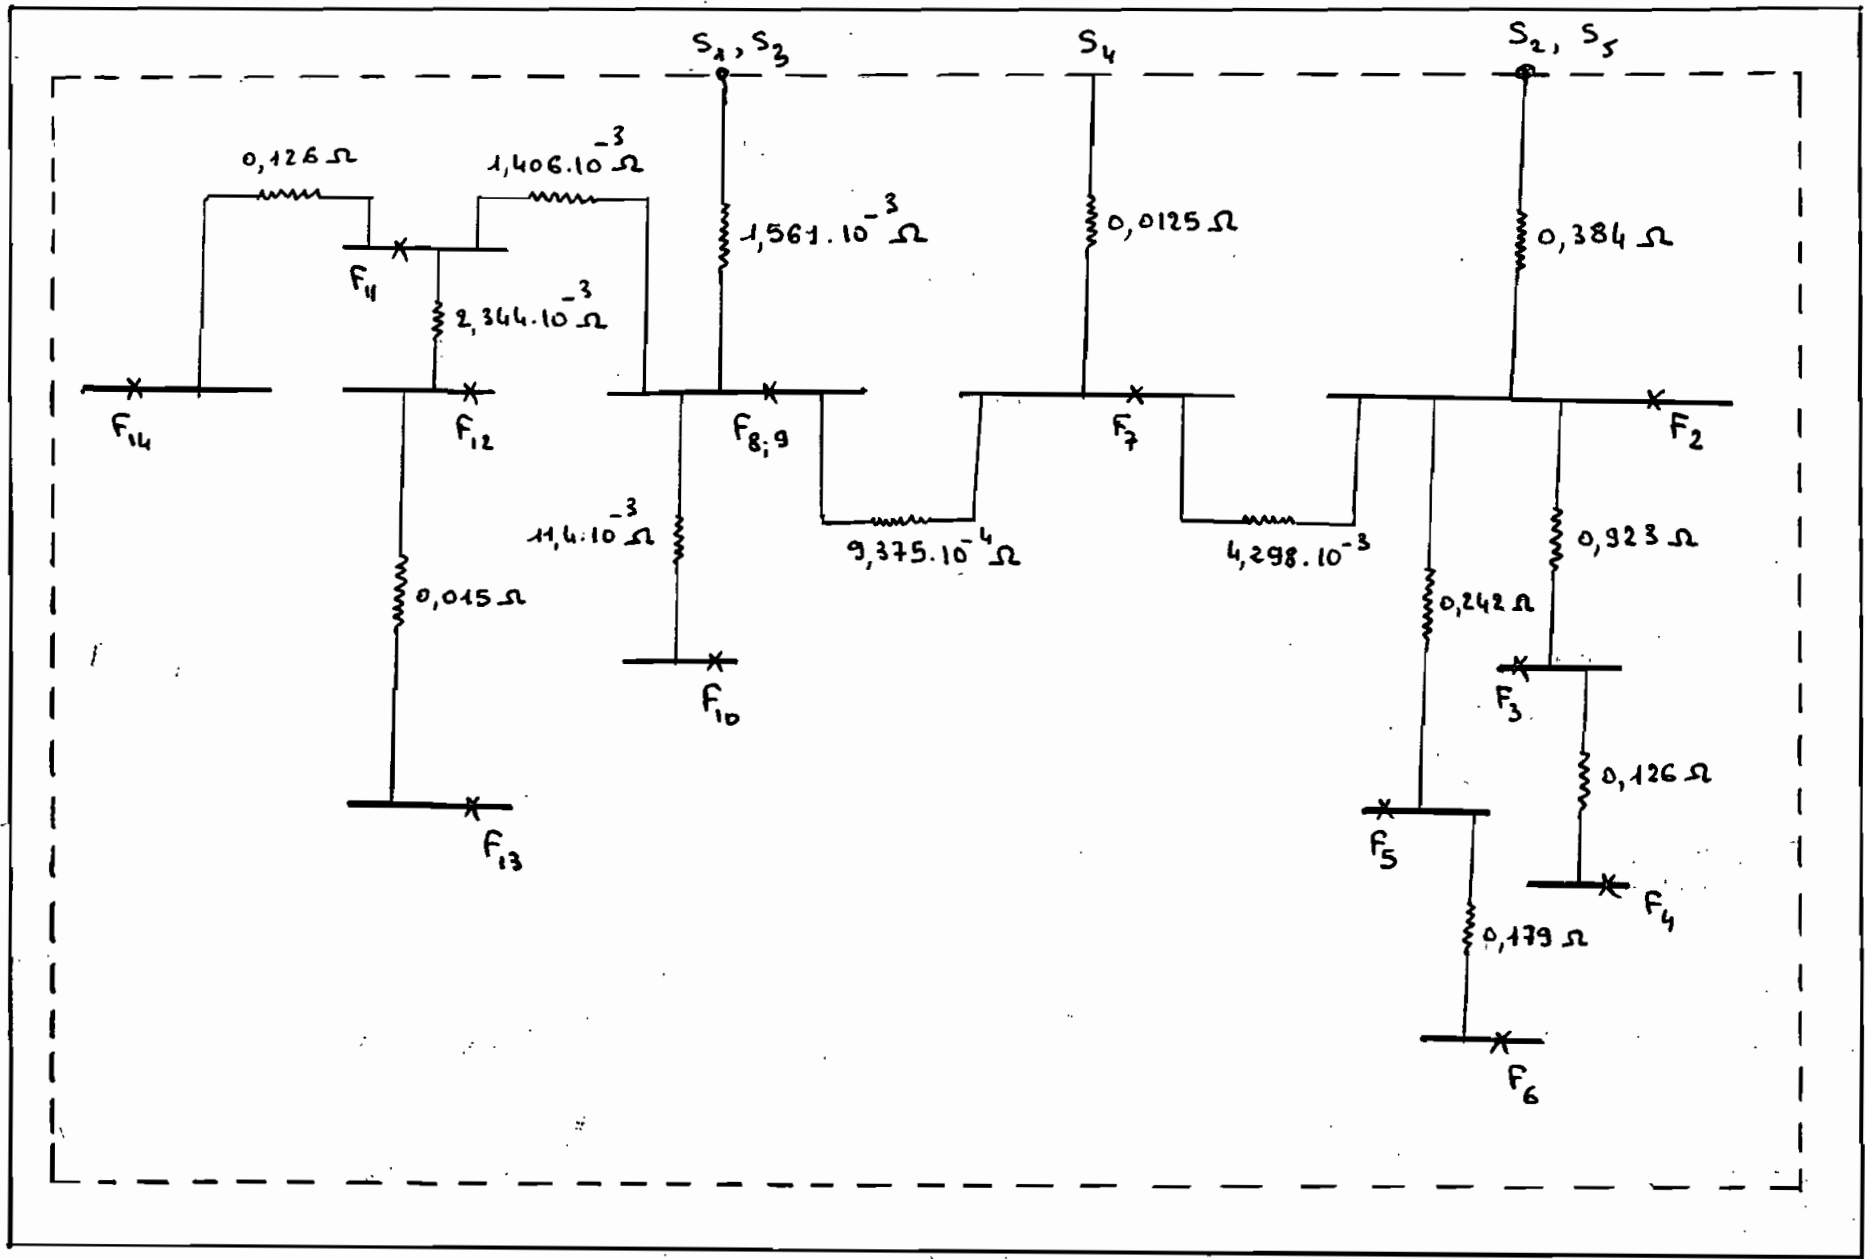 S₁, S₃
S₄
S₂, S₅
0,126 Ω
1,406.10⁻³ Ω
1,561.10⁻³ Ω
0,0125 Ω
0,384 Ω
F₁₁
2,344.10⁻³ Ω
F₁₄
F₁₂
F₈;₉
F₇
F₂
11,4.10⁻³ Ω
9,375.10⁻⁴ Ω
4,298.10⁻³
0,923 Ω
0,015 Ω
0,242 Ω
F₁₀
F₃
0,126 Ω
F₁₃
F₅
F₄
0,179 Ω
F₆